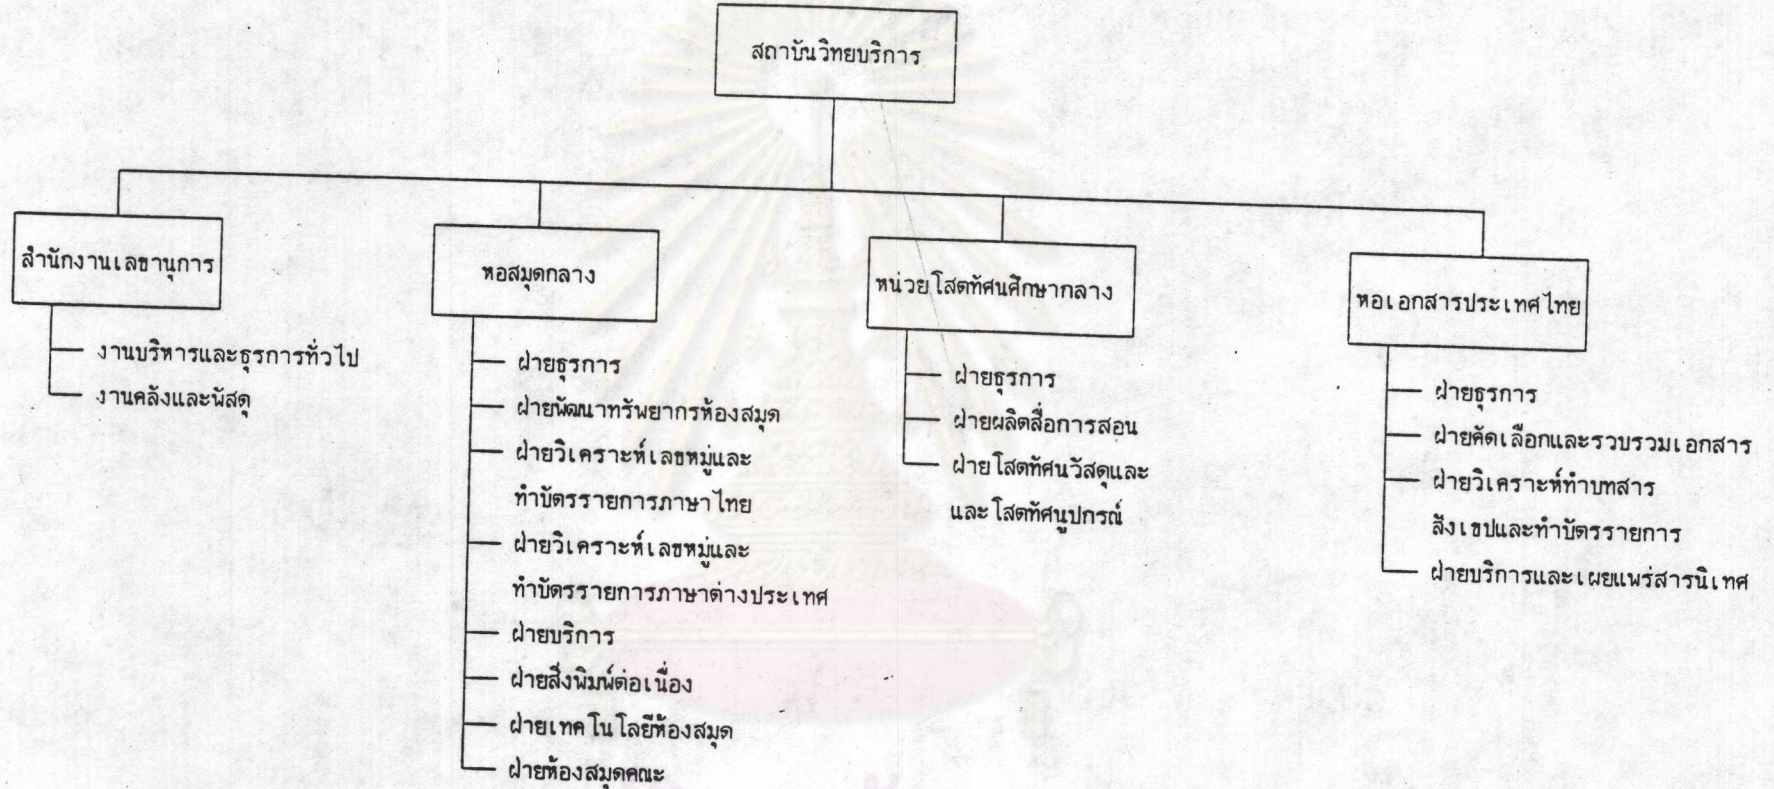 สถาบันวิทยบริการ
สำนักงานเลขานุการ
งานบริหารและธุรการทั่วไป
งานคลังและพัสดุ
หอสมุดกลาง
ฝ่ายธุรการ
ฝ่ายพัฒนาทรัพยากรห้องสมุด
ฝ่ายวิเคราะห์เลขหมู่และ
ทำบัตรรายการภาษาไทย
ฝ่ายวิเคราะห์เลขหมู่และ
ทำบัตรรายการภาษาต่างประเทศ
ฝ่ายบริการ
ฝ่ายสิ่งพิมพ์ต่อเนื่อง
ฝ่ายเทคโนโลยีห้องสมุด
ฝ่ายห้องสมุดคณะ
หน่วยโสตทัศนศึกษากลาง
ฝ่ายธุรการ
ฝ่ายผลิตสื่อการสอน
ฝ่ายโสตทัศนวัสดุและ
และโสตทัศนูปกรณ์
หอเอกสารประเทศไทย
ฝ่ายธุรการ
ฝ่ายคัดเลือกและรวบรวมเอกสาร
ฝ่ายวิเคราะห์ทำบทสาร
สังเขปและทำบัตรรายการ
ฝ่ายบริการและเผยแพร่สารนิเทศ